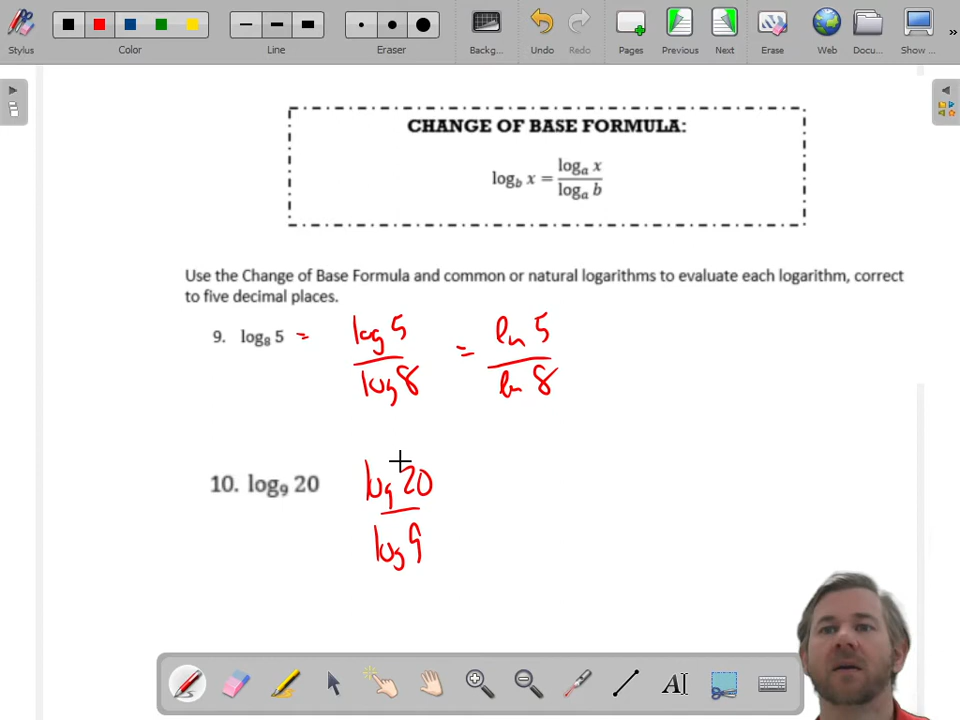 Stylus
Color
Line
Eraser
Backg...
Undo
Redo
Pages
Previous
Next
Erase
Web
Docu...
Show ...
»
CHANGE OF BASE FORMULA:
log_b x = log_a x / log_a b
Use the Change of Base Formula and common or natural logarithms to evaluate each logarithm, correct
to five decimal places.
9. log₈ 5 = log 5 / log 8 = ln 5 / ln 8
10. log₉ 20 log 20 / log 9
A